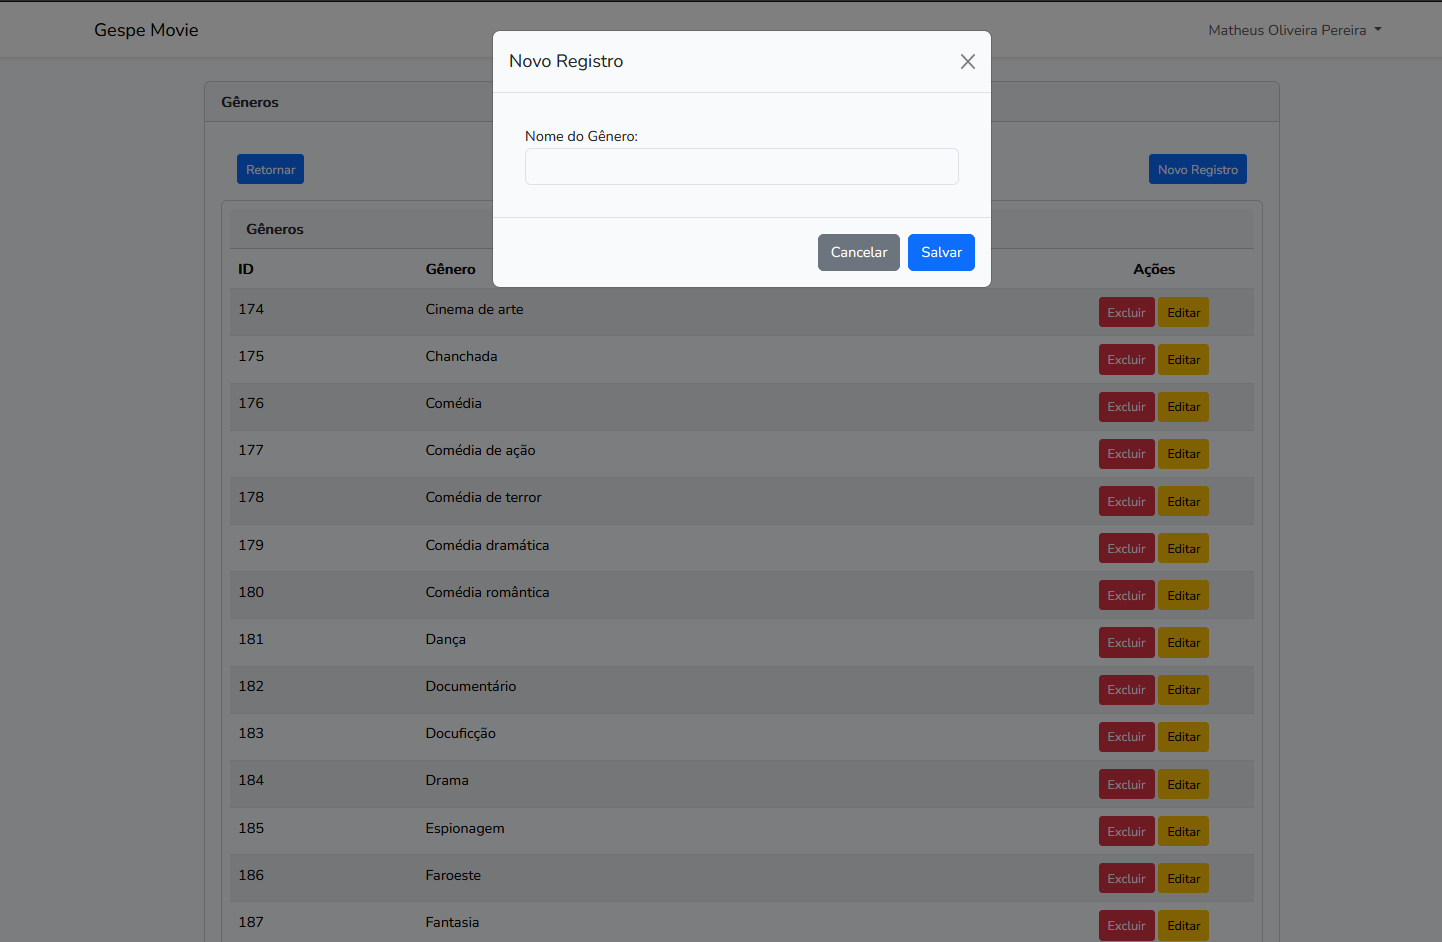 Gespe Movie
Matheus Oliveira Pereira
Novo Registro
Nome do Gênero:
Cancelar Salvar
Gêneros
Retornar Novo Registro
Gêneros
ID Gênero Ações
174 Cinema de arte Excluir Editar
175 Chanchada Excluir Editar
176 Comédia Excluir Editar
177 Comédia de ação Excluir Editar
178 Comédia de terror Excluir Editar
179 Comédia dramática Excluir Editar
180 Comédia romântica Excluir Editar
181 Dança Excluir Editar
182 Documentário Excluir Editar
183 Docuficção Excluir Editar
184 Drama Excluir Editar
185 Espionagem Excluir Editar
186 Faroeste Excluir Editar
187 Fantasia Excluir Editar